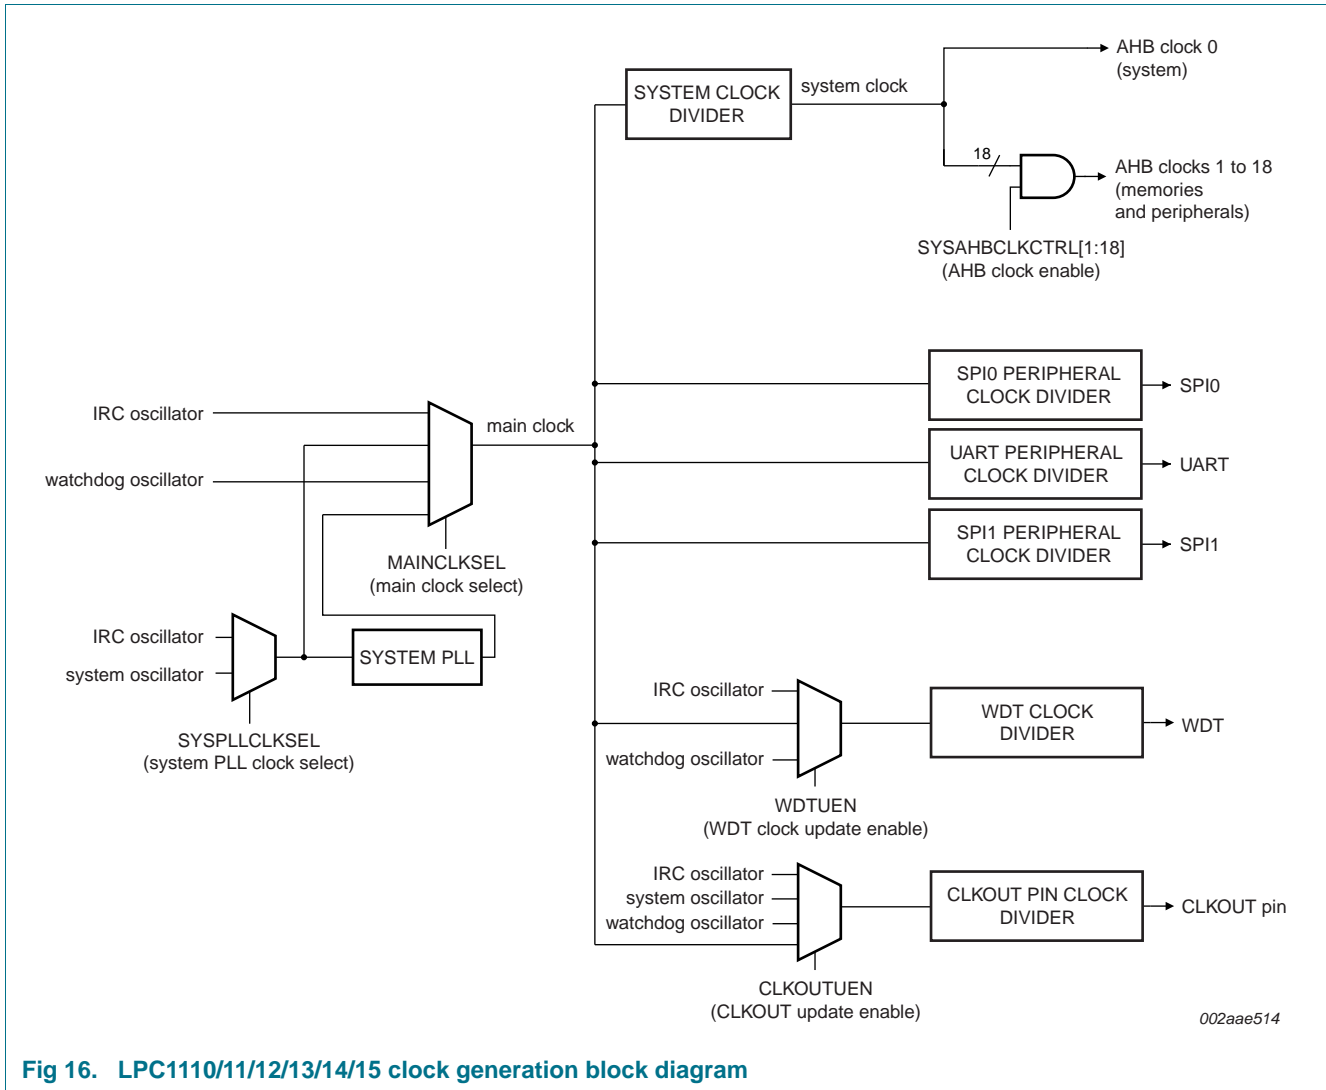 AHB clock 0
(system)
SYSTEM CLOCK
DIVIDER
system clock
18
AHB clocks 1 to 18
(memories
and peripherals)
SYSAHBCLKCTRL[1:18]
(AHB clock enable)
SPI0 PERIPHERAL
CLOCK DIVIDER
SPI0
IRC oscillator
main clock
UART PERIPHERAL
CLOCK DIVIDER
UART
watchdog oscillator
SPI1 PERIPHERAL
CLOCK DIVIDER
SPI1
MAINCLKSEL
(main clock select)
IRC oscillator
system oscillator
SYSTEM PLL
SYSPLLCLKSEL
(system PLL clock select)
IRC oscillator
watchdog oscillator
WDT CLOCK
DIVIDER
WDT
WDTUEN
(WDT clock update enable)
IRC oscillator
system oscillator
watchdog oscillator
CLKOUT PIN CLOCK
DIVIDER
CLKOUT pin
CLKOUTUEN
(CLKOUT update enable)
002aae514
Fig 16. LPC1110/11/12/13/14/15 clock generation block diagram